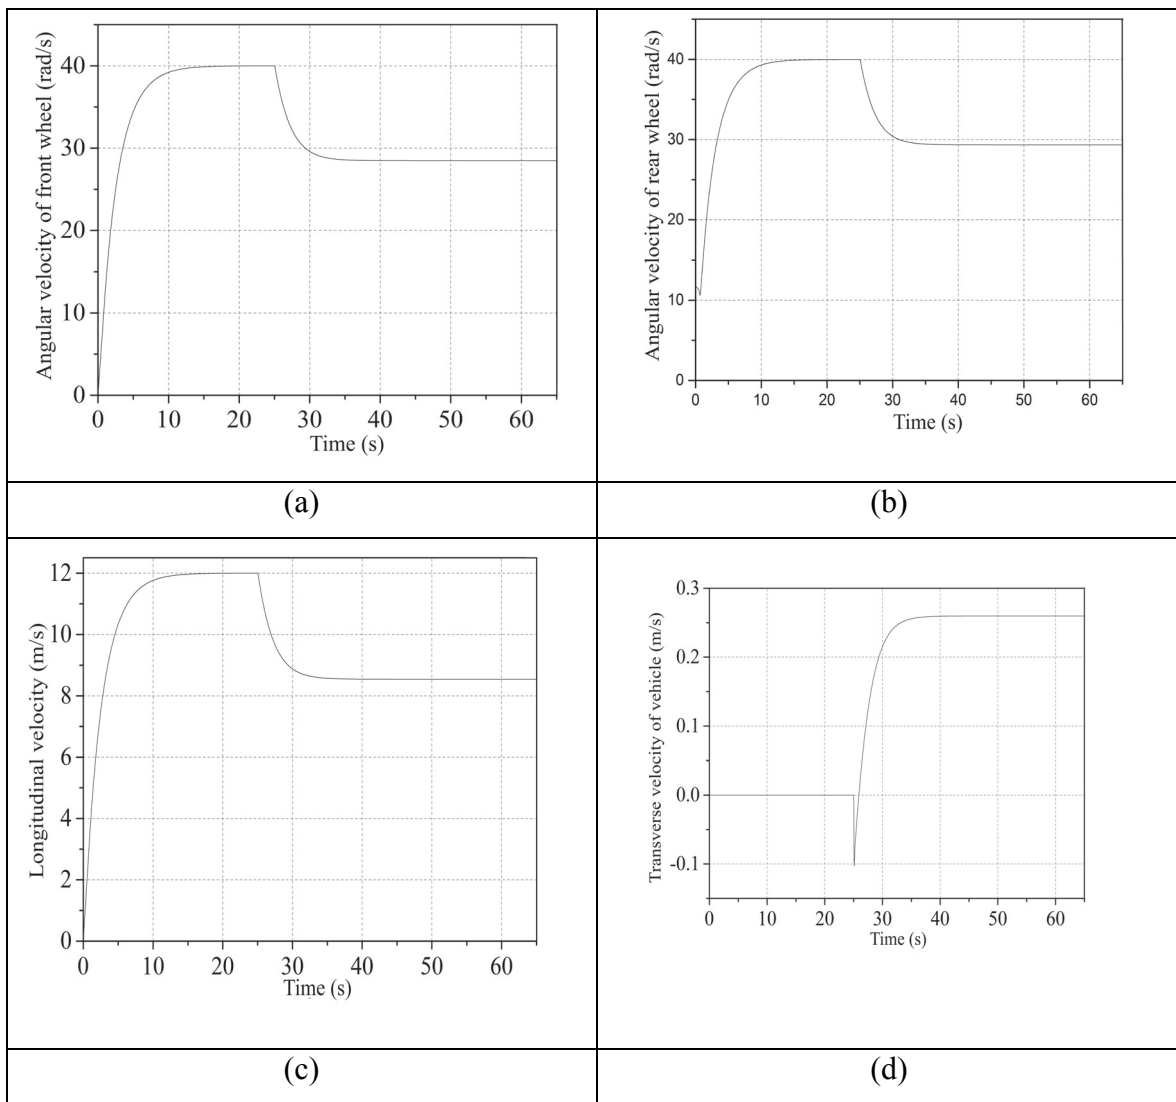 Angular velocity of front wheel (rad/s)
40
30
20
10
0
0 10 20 30 40 50 60
Time (s)
(a)
Angular velocity of rear wheel (rad/s)
40
30
20
10
0
0 10 20 30 40 50 60
Time (s)
(b)
Longitudinal velocity (m/s)
12
10
8
6
4
2
0
0 10 20 30 40 50 60
Time (s)
(c)
Transverse velocity of vehicle (m/s)
0.3
0.2
0.1
0.0
-0.1
0 10 20 30 40 50 60
Time (s)
(d)